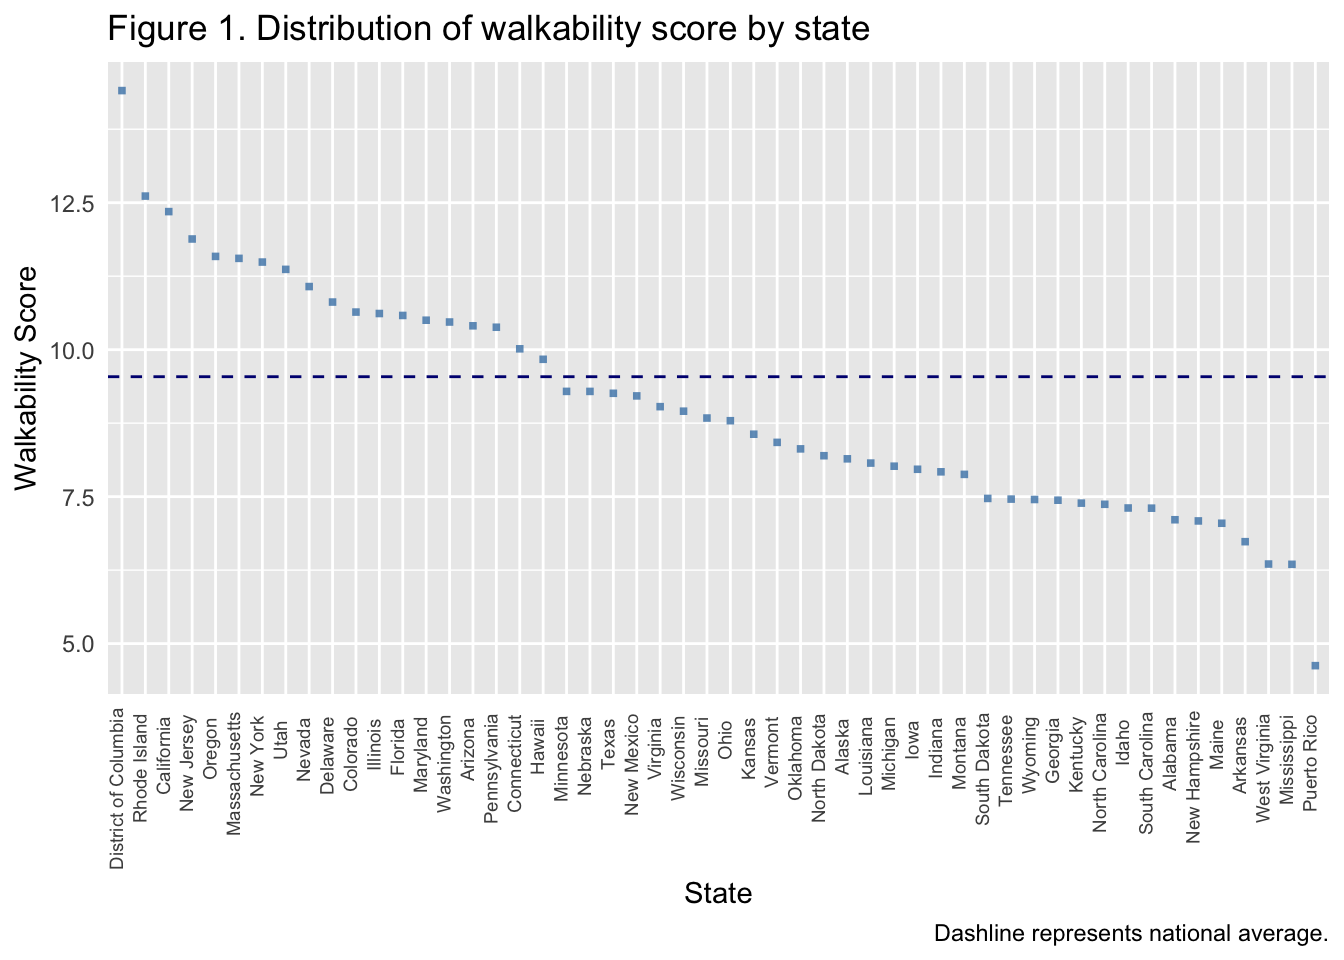 Figure 1. Distribution of walkability score by state
Walkability Score
12.5
10.0
7.5
5.0
District of Columbia
Rhode Island
California
New Jersey
Oregon
Massachusetts
New York
Utah
Nevada
Delaware
Colorado
Illinois
Florida
Maryland
Washington
Arizona
Pennsylvania
Connecticut
Hawaii
Minnesota
Nebraska
Texas
New Mexico
Virginia
Wisconsin
Missouri
Ohio
Kansas
Vermont
Oklahoma
North Dakota
Alaska
Louisiana
Michigan
Iowa
Indiana
Montana
South Dakota
Tennessee
Wyoming
Georgia
Kentucky
North Carolina
Idaho
South Carolina
Alabama
New Hampshire
Maine
Arkansas
West Virginia
Mississippi
Puerto Rico
State
Dashline represents national average.